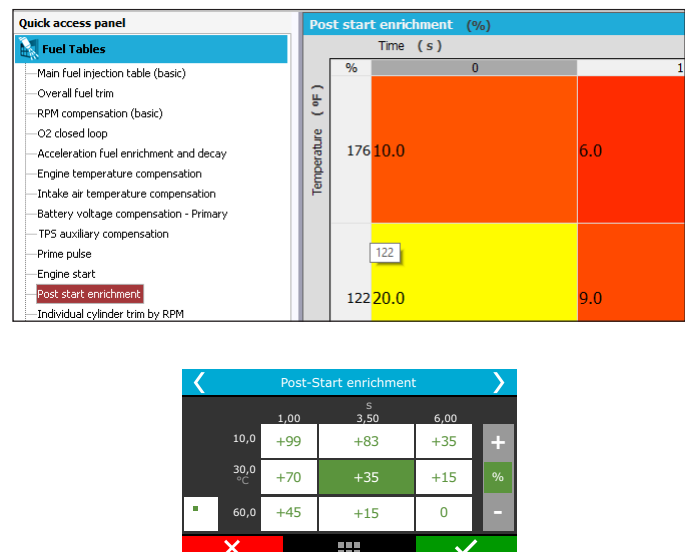 Quick access panel
Fuel Tables
Main fuel injection table (basic)
Overall fuel trim
RPM compensation (basic)
O2 closed loop
Acceleration fuel enrichment and decay
Engine temperature compensation
Intake air temperature compensation
Battery voltage compensation - Primary
TPS auxiliary compensation
Prime pulse
Engine start
Post start enrichment
Individual cylinder trim by RPM
Post start enrichment (%)
Time (s)
% 0 1
Temperature (ºF)
176 10.0 6.0
122
122 20.0 9.0
Post-Start enrichment
s
1,00 3,50 6,00
10,0 +99 +83 +35 +
30,0 +70 +35 +15 %
°C
60,0 +45 +15 0 -